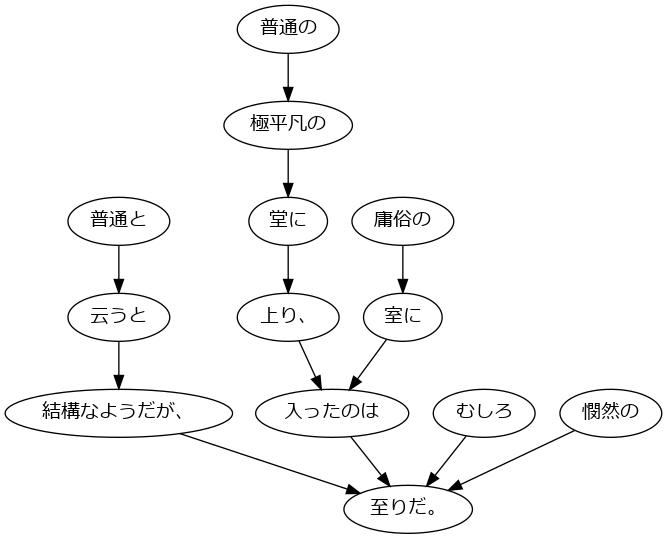 普通の
極平凡の
普通と
堂に
庸俗の
云うと
上り、
室に
結構なようだが、
入ったのは
むしろ
憫然の
至りだ。